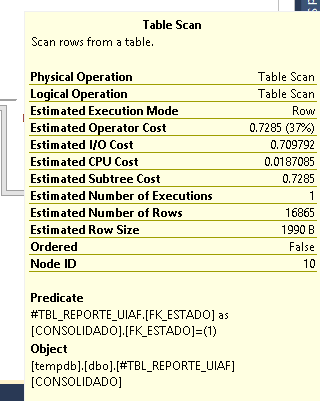 Table Scan
Scan rows from a table.
Physical Operation Table Scan
Logical Operation Table Scan
Estimated Execution Mode Row
Estimated Operator Cost 0.7285 (37%)
Estimated I/O Cost 0.709792
Estimated CPU Cost 0.0187085
Estimated Subtree Cost 0.7285
Estimated Number of Executions 1
Estimated Number of Rows 16865
Estimated Row Size 1990 B
Ordered False
Node ID 10
Predicate
#TBL_REPORTE_UIAF.[FK_ESTADO] as
[CONSOLIDADO].[FK_ESTADO]=(1)
Object
[tempdb].[dbo].[#TBL_REPORTE_UIAF]
[CONSOLIDADO]